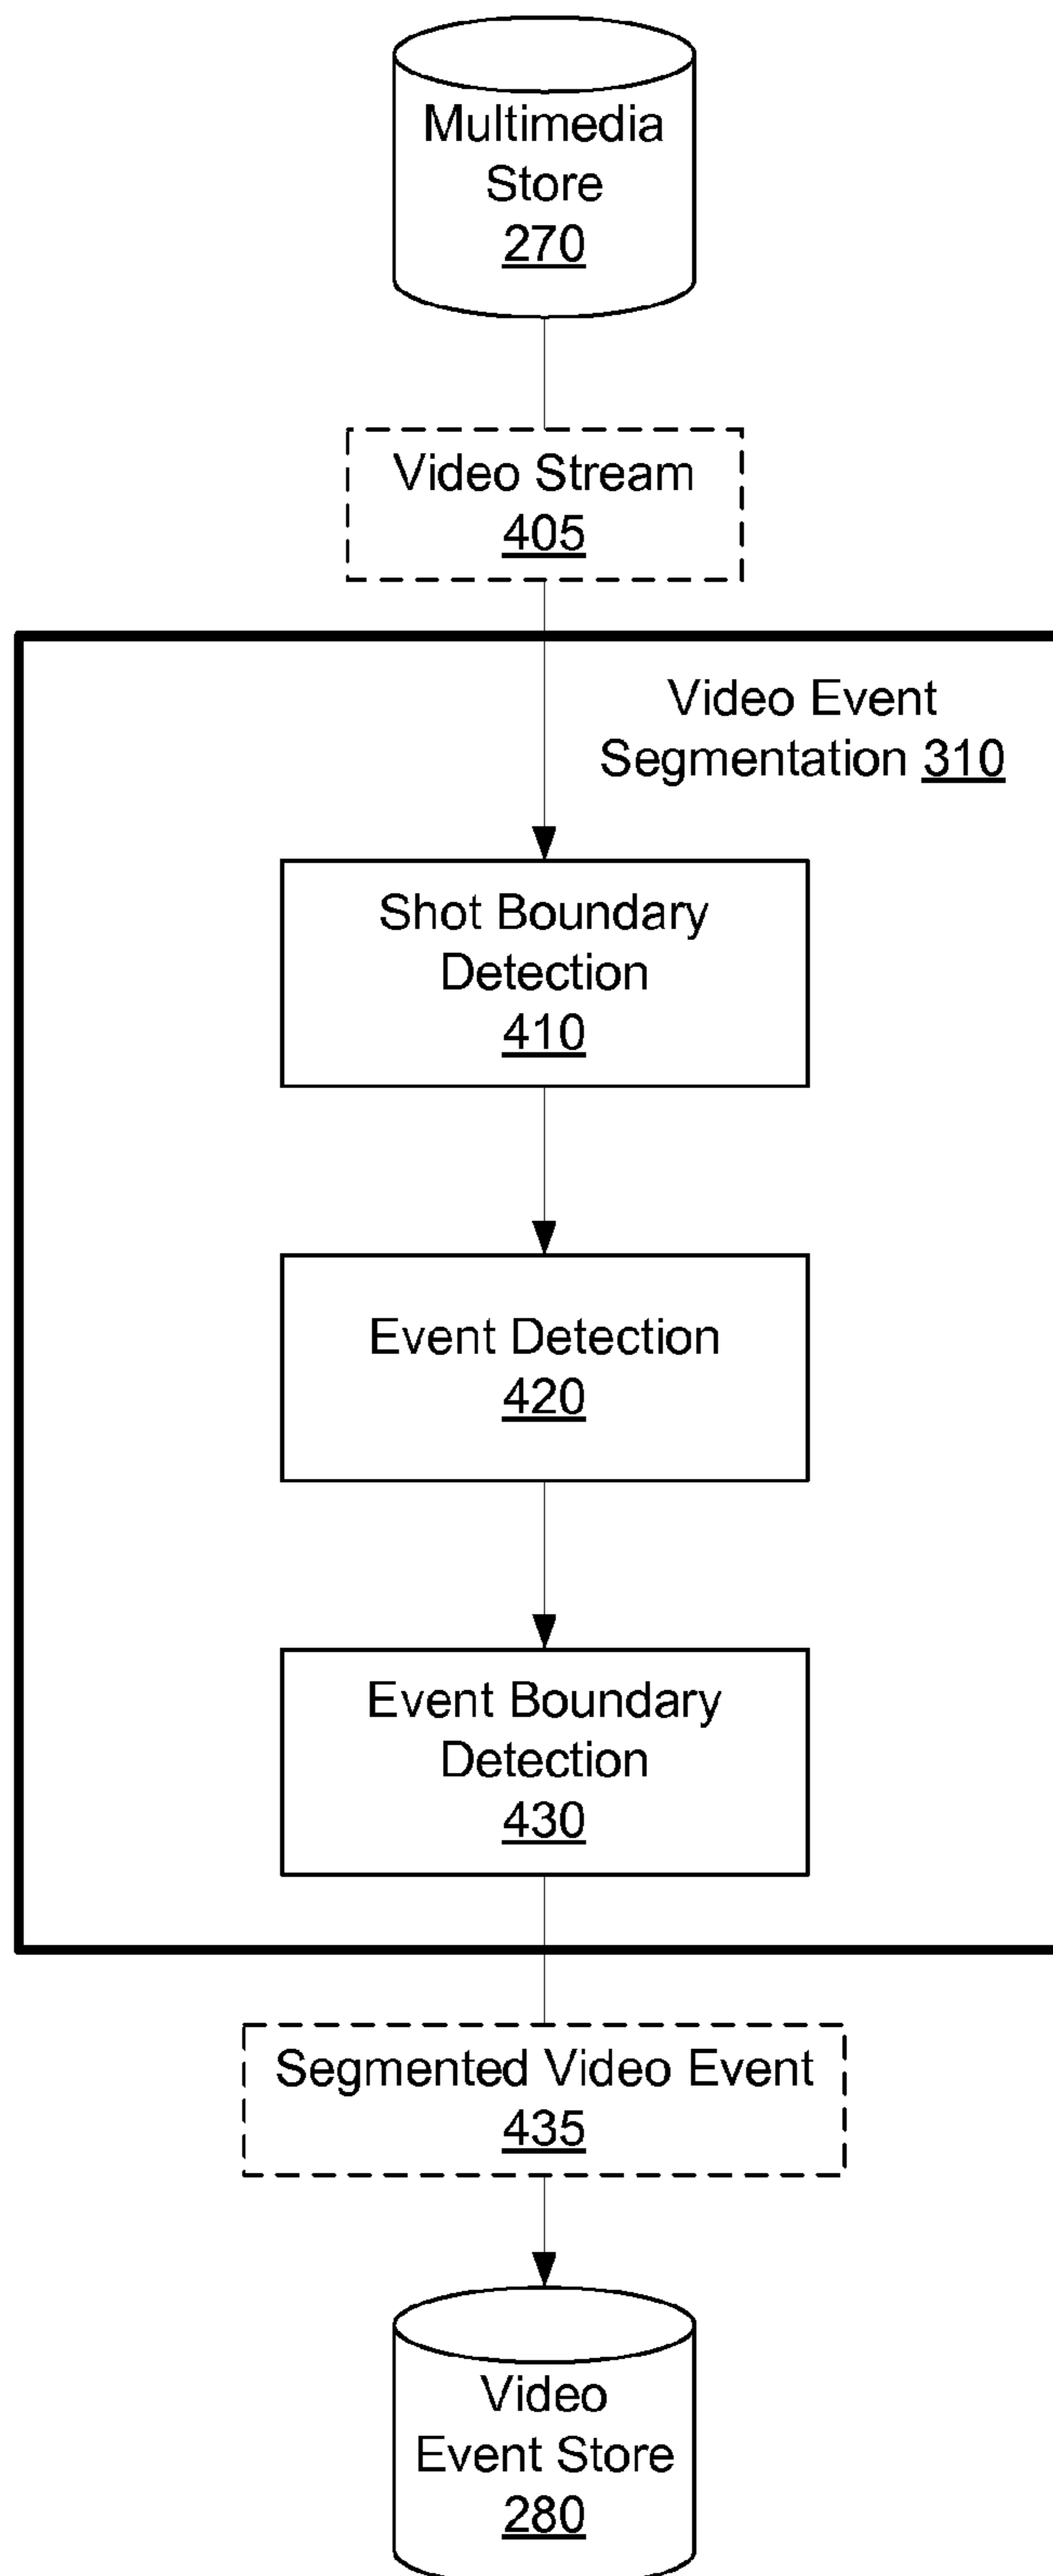 Multimedia
Store
270
Video Stream
405
Video Event
Segmentation 310
Shot Boundary
Detection
410
Event Detection
420
Event Boundary
Detection
430
Segmented Video Event
435
Video
Event Store
280